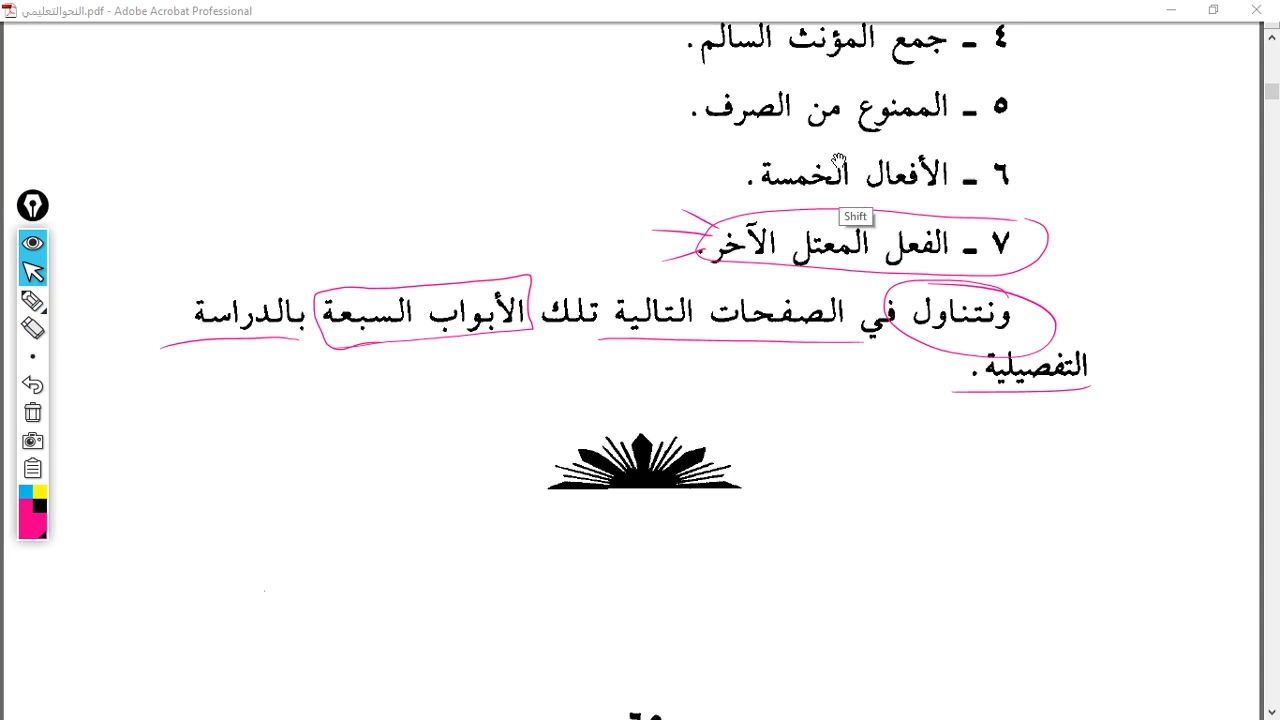 النحوالتعليمي.pdf - Adobe Acrobat Professional
٤ ـ جمع المؤنث السالم .
٥ ـ الممنوع من الصرف .
٦ ـ الأفعال الخمسة .
Shift
٧ ـ الفعل المعتل الآخر .
ونتناول في الصفحات التالية تلك الأبواب السبعة بالدراسة
التفصيلية .